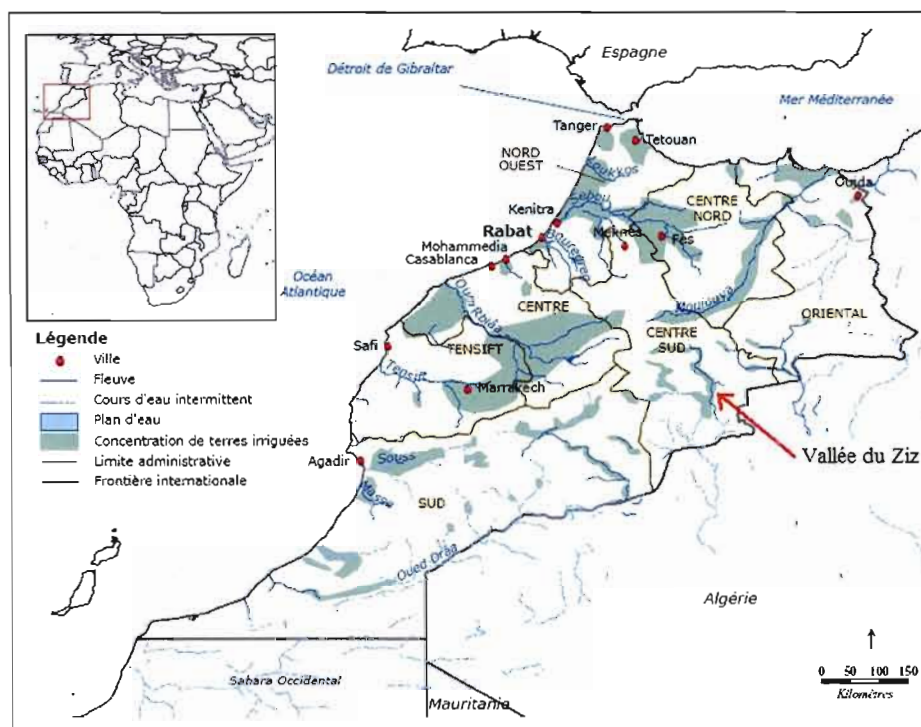 Espagne
Détroit de Gibraltar
Mer Méditerranée
Tanger
Tetouan
NORD
OUEST
Loukkos
Sebou
Oujda
CENTRE
NORD
Kenitra
Rabat
Bouregreg
Meknès
Fès
Mohammedia
Casablanca
Océan
Atlantique
Oum Rbiâa
CENTRE
Moulouya
ORIENTAL
CENTRE
SUD
Légende
Ville
Fleuve
Cours d'eau intermittent
Plan d'eau
Concentration de terres irriguées
Limite administrative
Frontière internationale
Safi
TENSIFT
Tensift
Marrakech
Vallée du Ziz
Agadir
Souss
Massa
SUD
Oued Drâa
Algérie
Sahara Occidental
Mauritania
0 50 100 150
Kilomètres